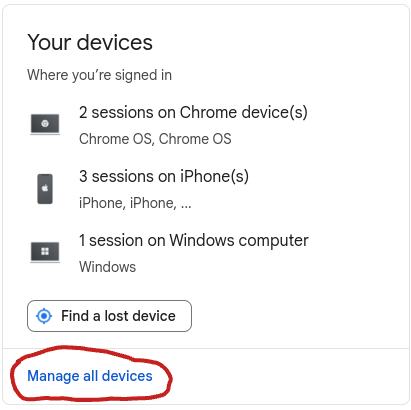 Your devices
Where you're signed in
2 sessions on Chrome device(s)
Chrome OS, Chrome OS
3 sessions on iPhone(s)
iPhone, iPhone, ...
1 session on Windows computer
Windows
Find a lost device
Manage all devices